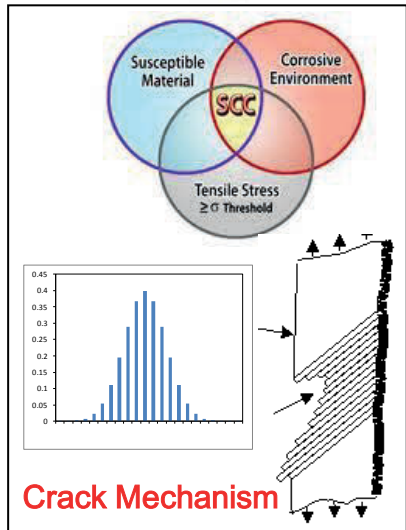 Susceptible
Material
Corrosive
Environment
SCC
Tensile Stress
≥ σ Threshold
0.45
0.4
0.35
0.3
0.25
0.2
0.15
0.1
0.05
0
Crack Mechanism